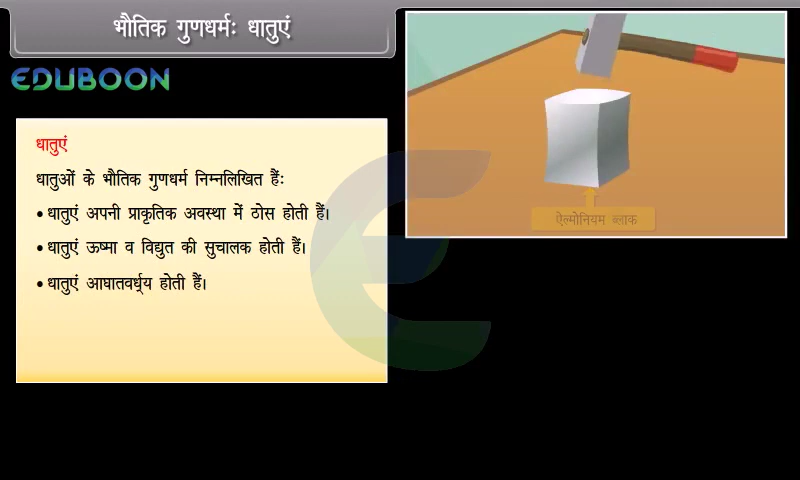 भौतिक गुणधर्मः धातुएं
EDUBOON
धातुएं
धातुओं के भौतिक गुणधर्म निम्नलिखित हैंः
•धातुएं अपनी प्राकृतिक अवस्था में ठोस होती हैं।
•धातुएं ऊष्मा व विद्युत की सुचालक होती हैं।
•धातुएं आघातवर्ध्य होती हैं।
ऐल्मोनियम ब्लाक